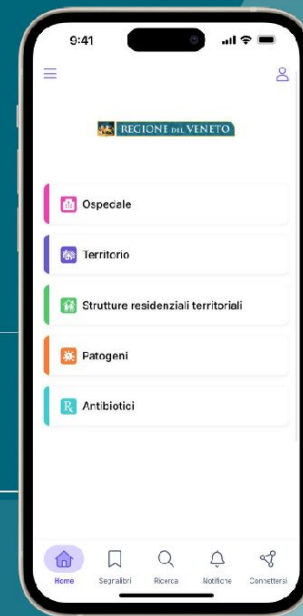 9:41
REGIONE DEL VENETO
Ospedale
Territorio
Strutture residenziali territoriali
Patogeni
Antibiotici
Home Segnalibri Ricerca Notifiche Connettersi